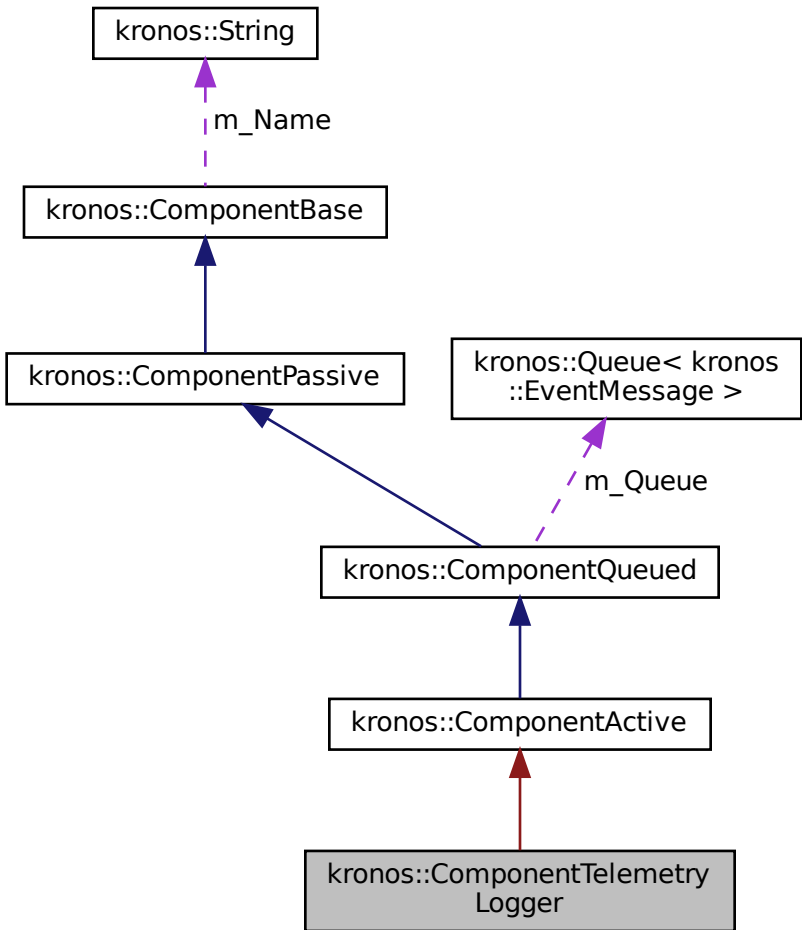 kronos::String
m_Name
kronos::ComponentBase
kronos::ComponentPassive
kronos::Queue< kronos
::EventMessage >
m_Queue
kronos::ComponentQueued
kronos::ComponentActive
kronos::ComponentTelemetry
Logger